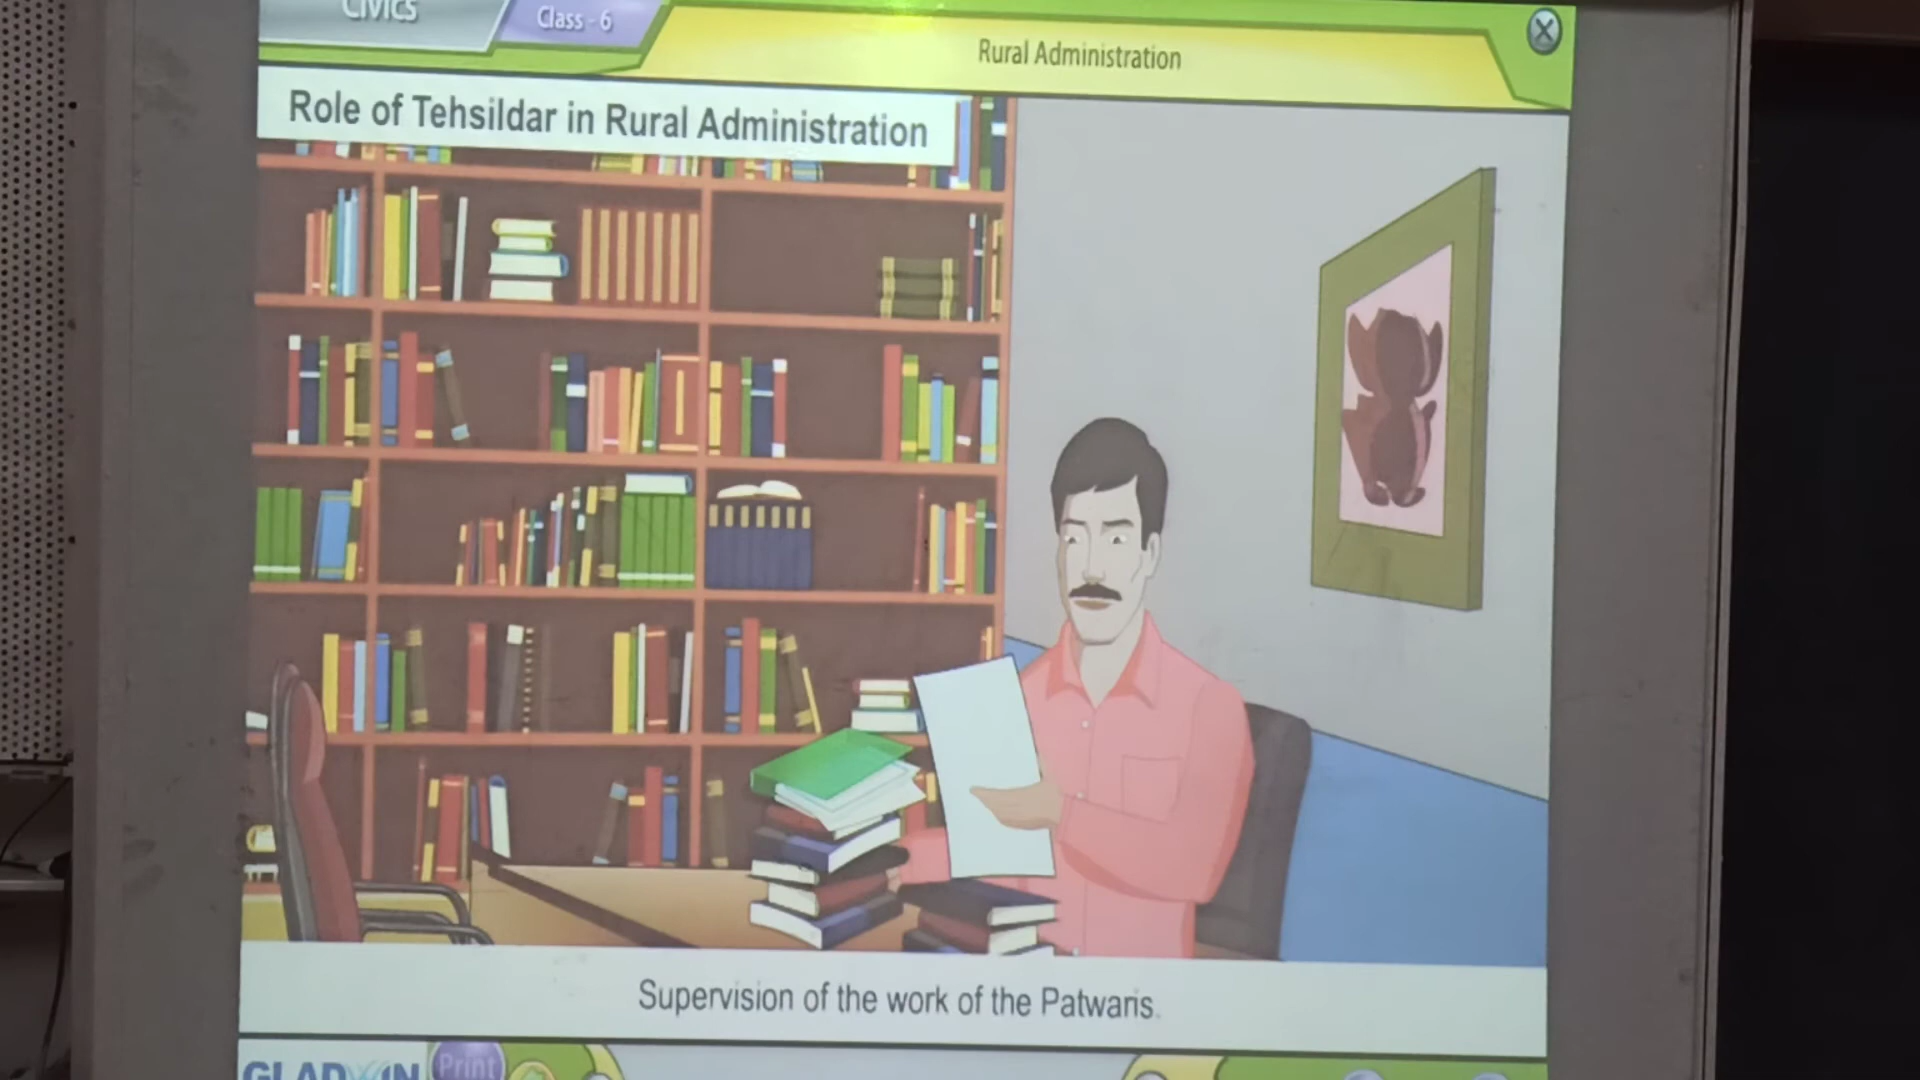 CIVICS
Class - 6
Rural Administration
Role of Tehsildar in Rural Administration
Supervision of the work of the Patwaris.
GLADWIN
Print